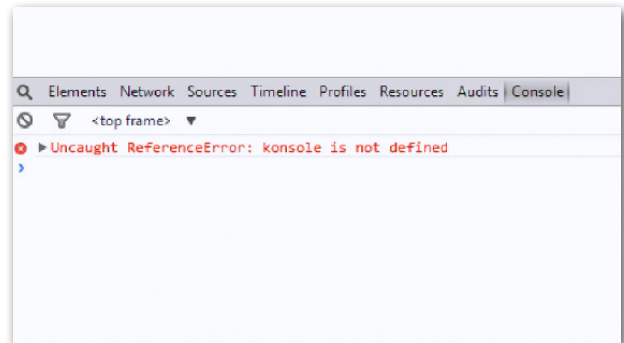 Elements Network Sources Timeline Profiles Resources Audits Console
<top frame> ▼
Uncaught ReferenceError: konsole is not defined